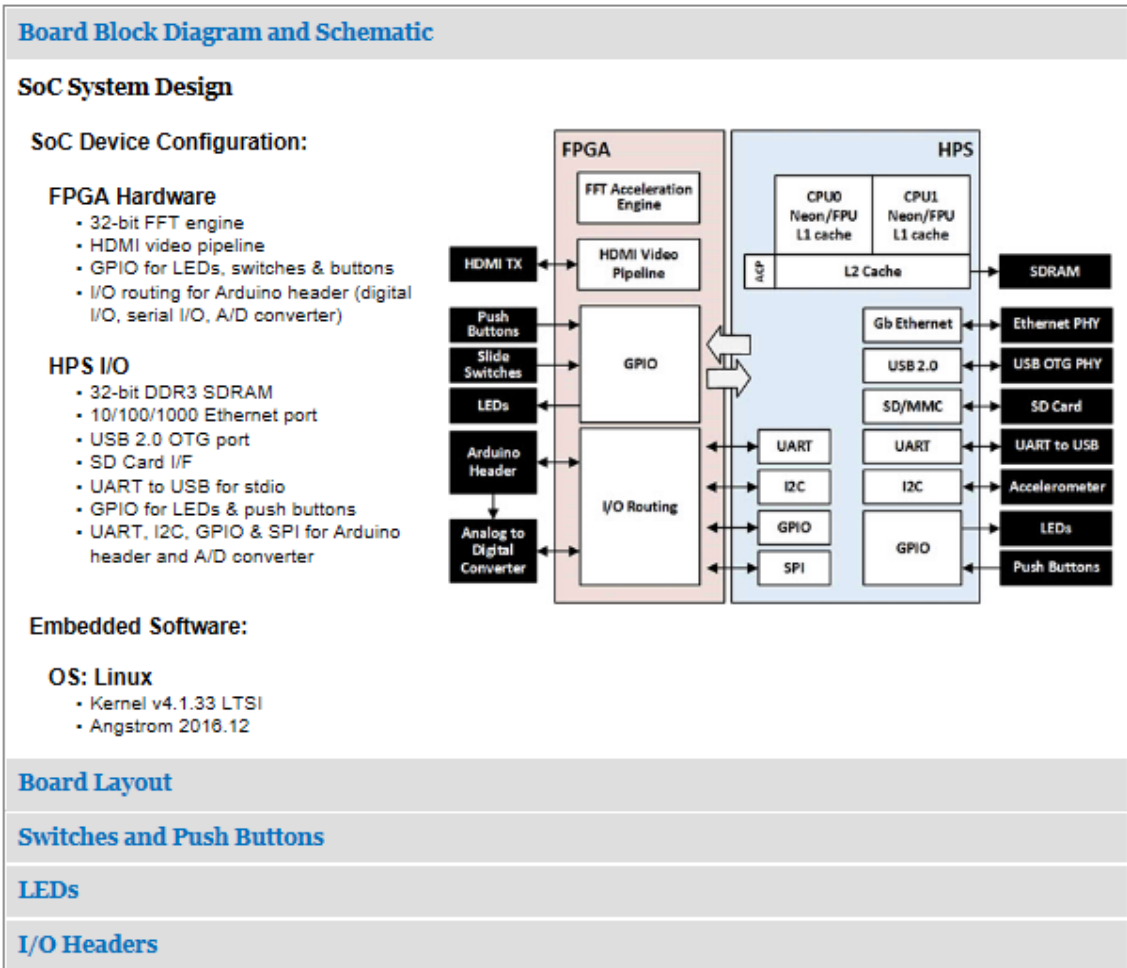 Board Block Diagram and Schematic
SoC System Design
SoC Device Configuration:
FPGA Hardware
▪ 32-bit FFT engine
▪ HDMI video pipeline
▪ GPIO for LEDs, switches & buttons
▪ I/O routing for Arduino header (digital
I/O, serial I/O, A/D converter)
HPS I/O
▪ 32-bit DDR3 SDRAM
▪ 10/100/1000 Ethernet port
▪ USB 2.0 OTG port
▪ SD Card I/F
▪ UART to USB for stdio
▪ GPIO for LEDs & push buttons
▪ UART, I2C, GPIO & SPI for Arduino
header and A/D converter
Embedded Software:
OS: Linux
▪ Kernel v4.1.33 LTSI
▪ Angstrom 2016.12
HDMI TX
Push
Buttons
Slide
Switches
LEDs
Arduino
Header
Analog to
Digital
Converter
FPGA
FFT Acceleration
Engine
HDMI Video
Pipeline
GPIO
I/O Routing
HPS
CPU0
Neon/FPU
L1 cache
CPU1
Neon/FPU
L1 cache
ACP
L2 Cache
UART
I2C
GPIO
SPI
Gb Ethernet
USB 2.0
SD/MMC
UART
I2C
GPIO
SDRAM
Ethernet PHY
USB OTG PHY
SD Card
UART to USB
Accelerometer
LEDs
Push Buttons
Board Layout
Switches and Push Buttons
LEDs
I/O Headers